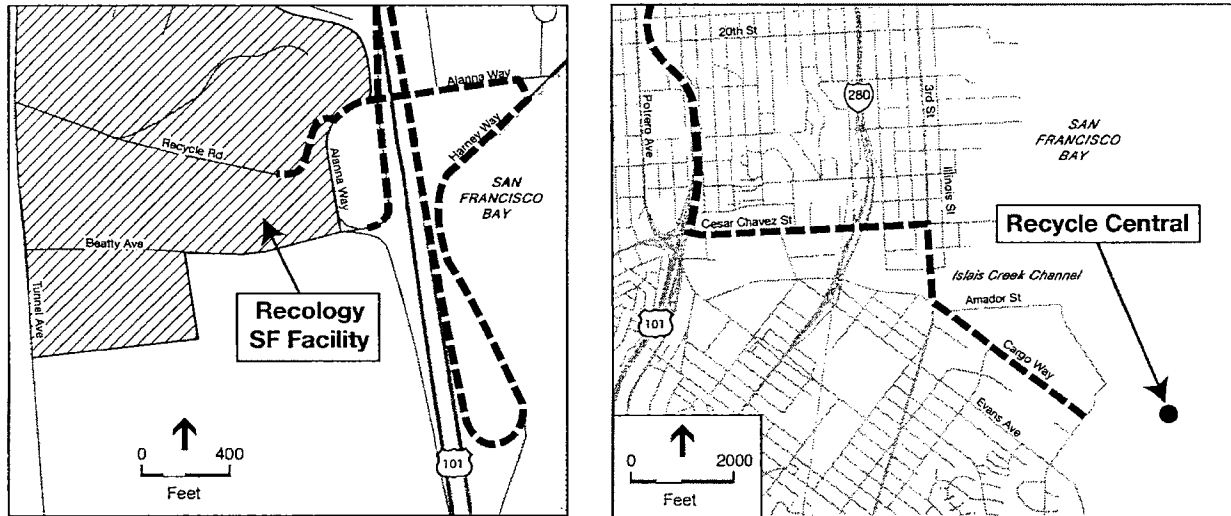 Alanna Way
Recycle Rd
Harney Way
Alanna Way
SAN
FRANCISCO
BAY
Beatty Ave
Tunnel Ave
Recology
SF Facility
0 400
Feet
101
20th St
280
3rd St
Potrero Ave
SAN
FRANCISCO
BAY
Illinois St
Cesar Chavez St
Recycle Central
Islais Creek Channel
Amador St
101
Cargo Way
Evans Ave
0 2000
Feet